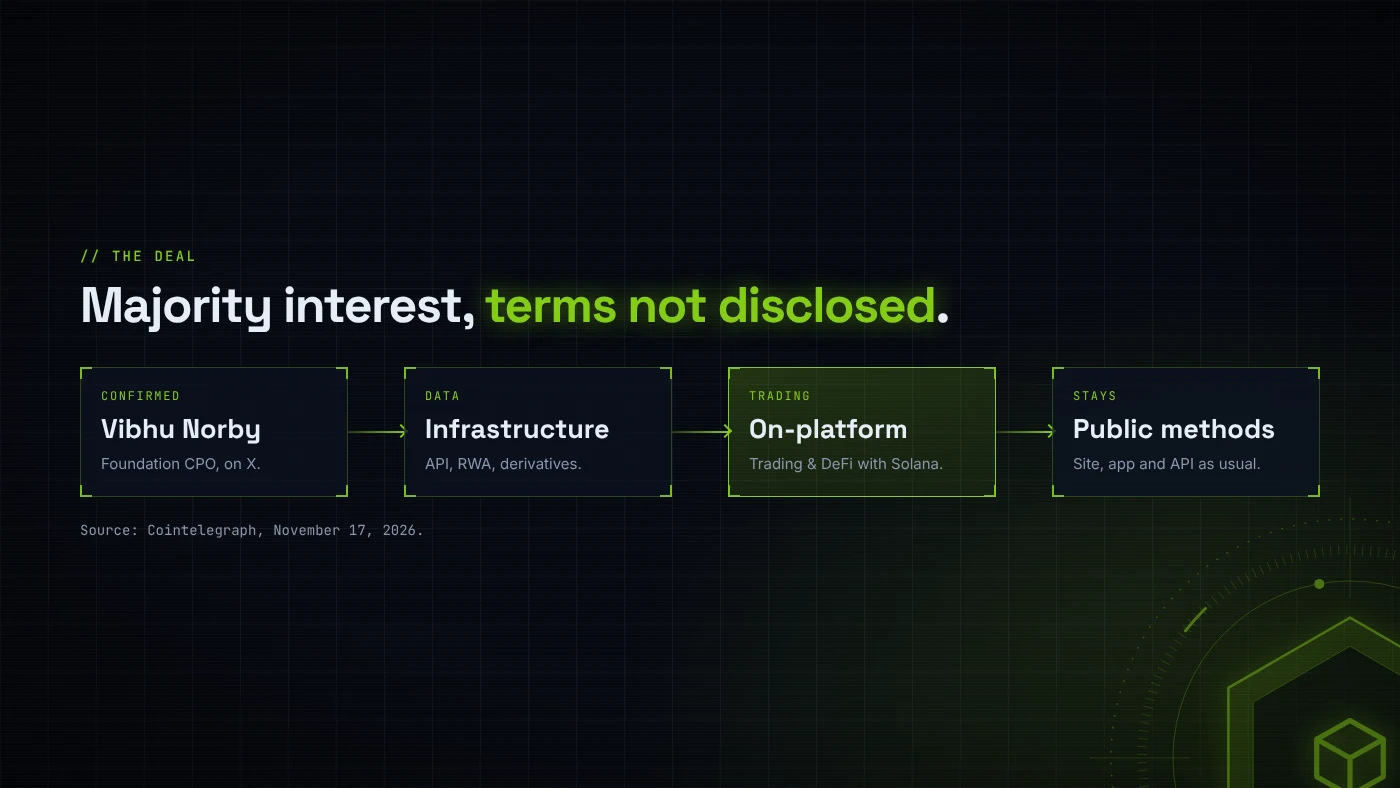 // THE DEAL
Majority interest, terms not disclosed.
CONFIRMED
Vibhu Norby
Foundation CPO, on X.
DATA
Infrastructure
API, RWA, derivatives.
TRADING
On-platform
Trading & DeFi with Solana.
STAYS
Public methods
Site, app and API as usual.
Source: Cointelegraph, November 17, 2026.